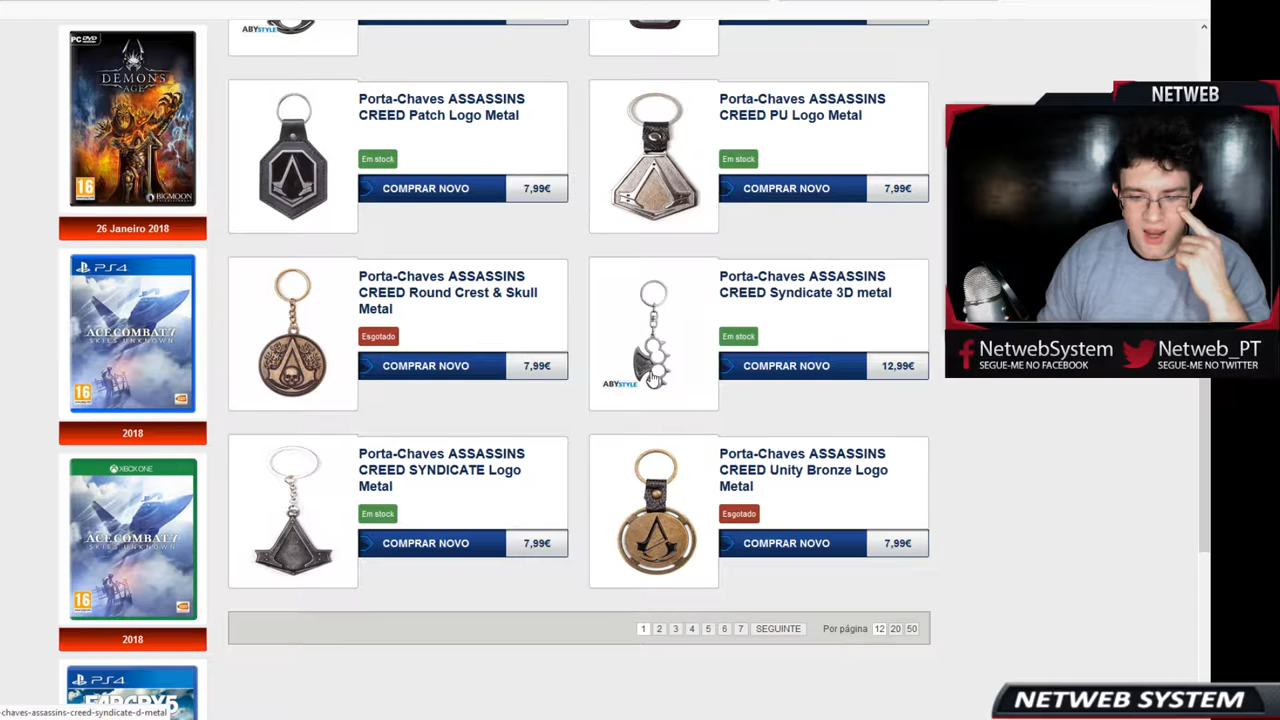 ABYSTYLE
PC DVD
DEMONS
AGE
16
BIGMOON
26 Janeiro 2018
Porta-Chaves ASSASSINS
CREED Patch Logo Metal
Em stock
COMPRAR NOVO 7,99€
Porta-Chaves ASSASSINS
CREED PU Logo Metal
Em stock
COMPRAR NOVO 7,99€
NETWEB
NetwebSystem
SEGUE-ME NO FACEBOOK
Netweb_PT
SEGUE-ME NO TWITTER
PS4
ACE COMBAT 7
SKIES UNKNOWN
16
2018
Porta-Chaves ASSASSINS
CREED Round Crest & Skull
Metal
Esgotado
COMPRAR NOVO 7,99€
ABYSTYLE
Porta-Chaves ASSASSINS
CREED Syndicate 3D metal
Em stock
COMPRAR NOVO 12,99€
XBOX ONE
ACE COMBAT 7
SKIES UNKNOWN
16
2018
Porta-Chaves ASSASSINS
CREED SYNDICATE Logo
Metal
Em stock
COMPRAR NOVO 7,99€
Porta-Chaves ASSASSINS
CREED Unity Bronze Logo
Metal
Esgotado
COMPRAR NOVO 7,99€
1 2 3 4 5 6 7 SEGUINTE Por página 12 20 50
PS4
FARCRY5
-chaves-assassins-creed-syndicate-d-metal
NETWEB SYSTEM